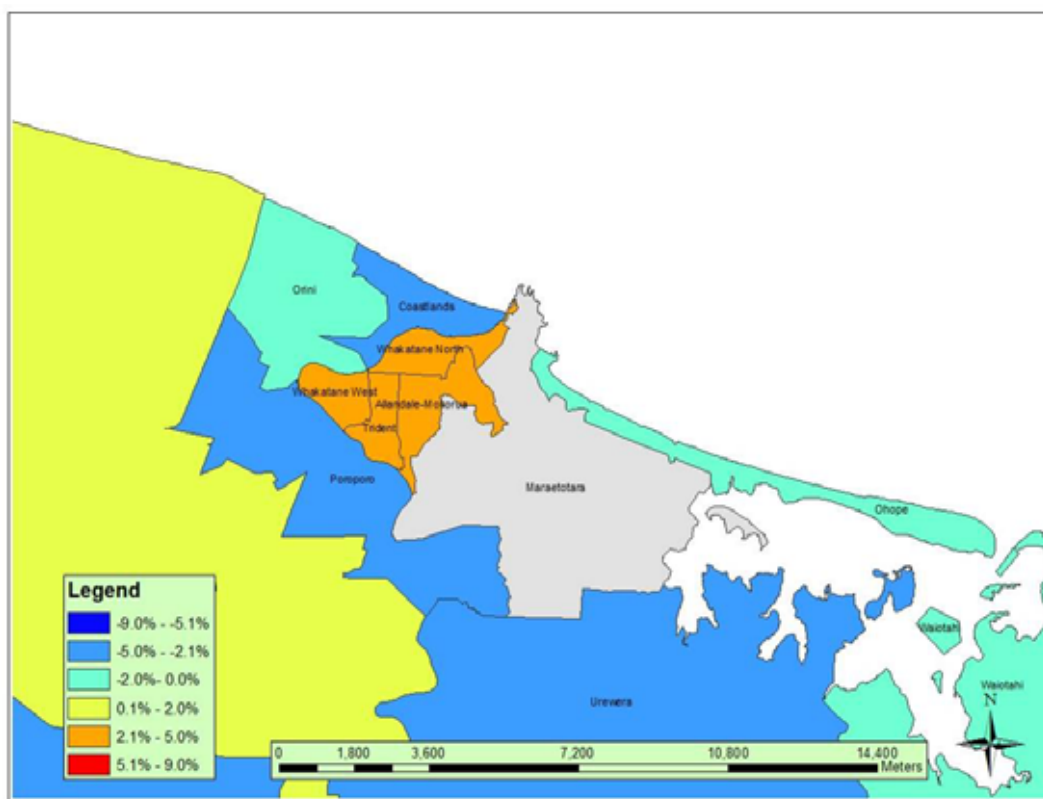 Orini
Coastlands
Whakatane North
Whakatane West
Allandale-Mokorua
Trident
Poroporo
Maraetotara
Ohope
Waiotahi
Waiotahi
Urewera
N
Legend
-9.0% - -5.1%
-5.0% - -2.1%
-2.0%- 0.0%
0.1% - 2.0%
2.1% - 5.0%
5.1% - 9.0%
0 1,800 3,600 7,200 10,800 14,400
Meters